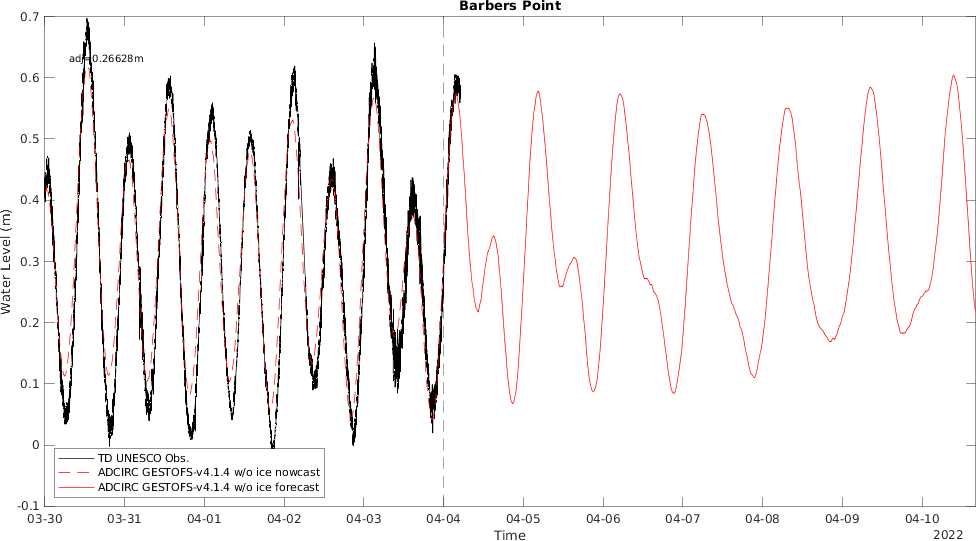 Barbers Point
0.7
adj=0.26628m
0.6
0.5
0.4
0.3
0.2
0.1
0
-0.1
Water Level (m)
TD UNESCO Obs.
ADCIRC GESTOFS-v4.1.4 w/o ice nowcast
ADCIRC GESTOFS-v4.1.4 w/o ice forecast
03-30 03-31 04-01 04-02 04-03 04-04 04-05 04-06 04-07 04-08 04-09 04-10
Time
2022